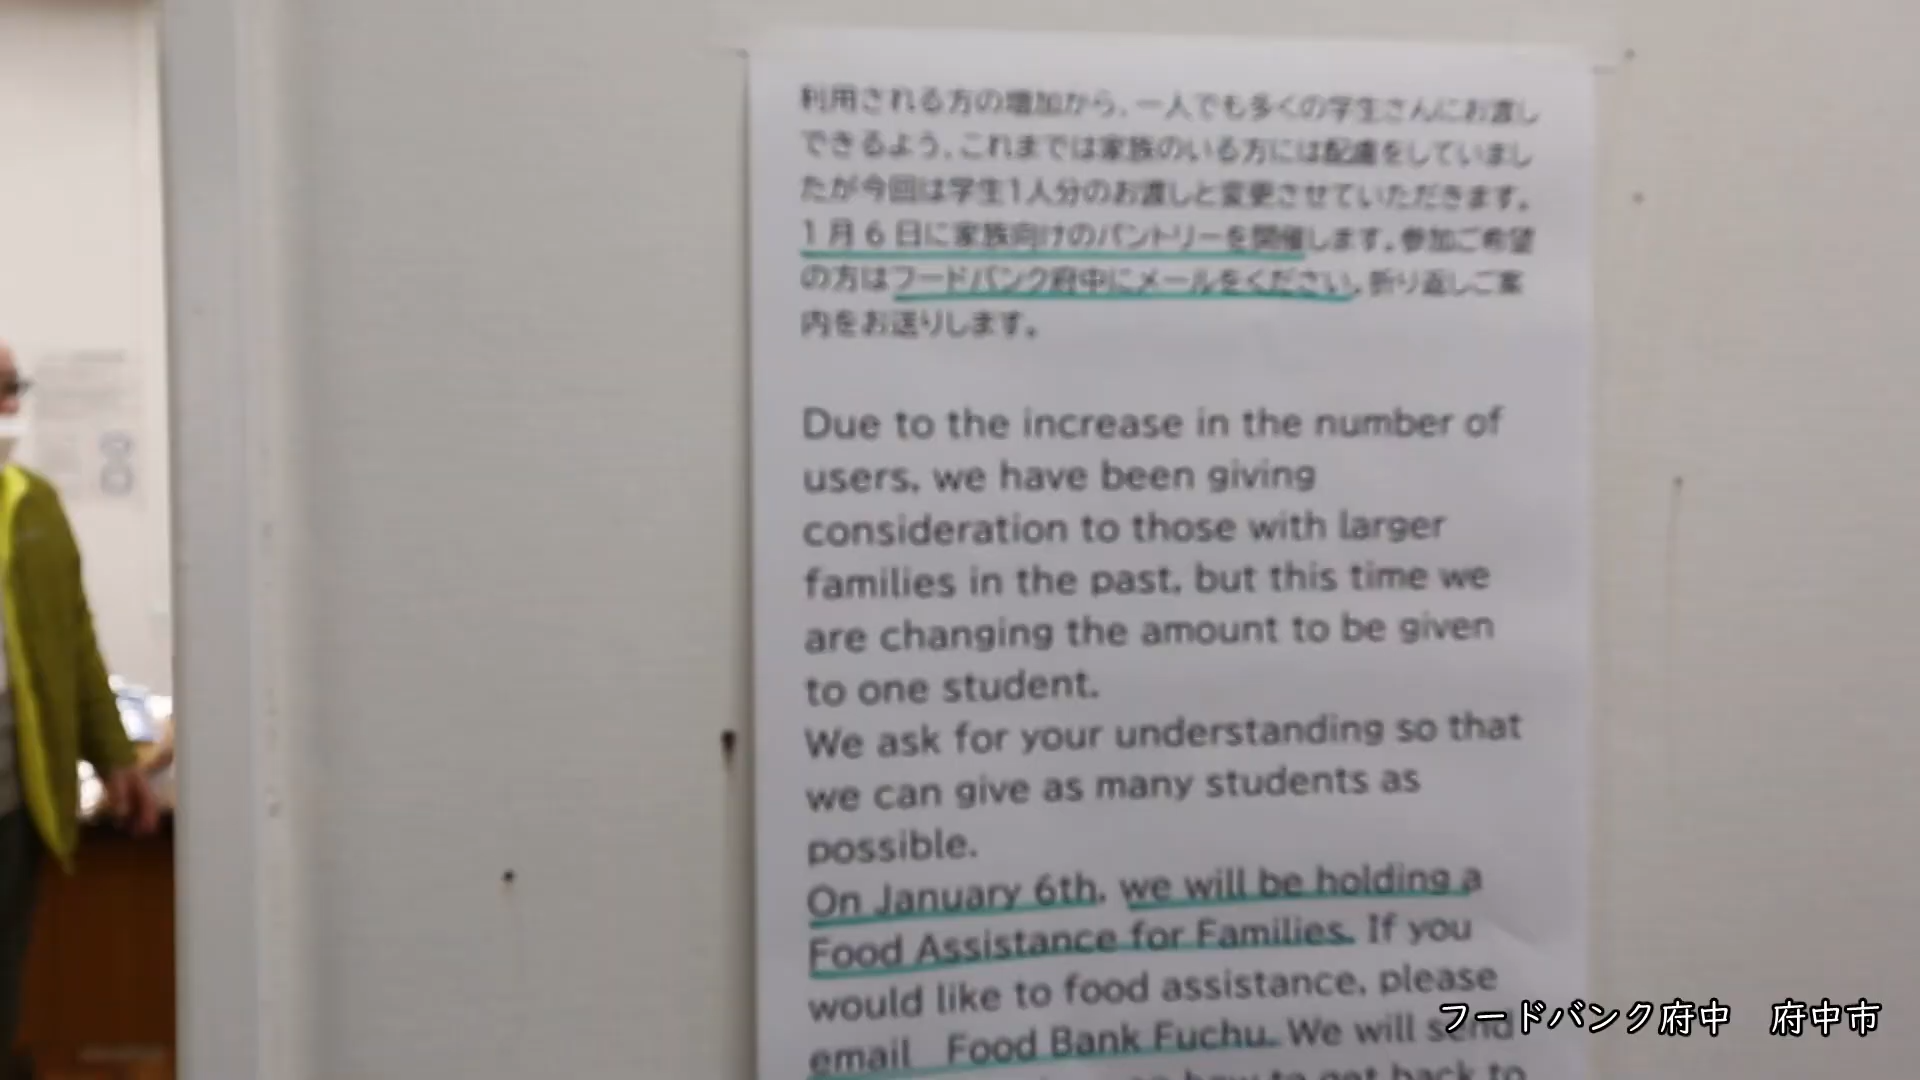 利用される方の増加から、一人でも多くの学生さんにお渡し
できるよう、これまでは家族のいる方には配慮をしていまし
たが今回は学生1人分のお渡しと変更させていただきます。
1月6日に家族向けのパントリーを開催します。参加ご希望
の方はフードバンク府中にメールをください。折り返しご案
内をお送りします。
Due to the increase in the number of
users, we have been giving
consideration to those with larger
families in the past, but this time we
are changing the amount to be given
to one student.
We ask for your understanding so that
we can give as many students as
possible.
On January 6th, we will be holding a
Food Assistance for Families. If you
would like to food assistance, please
email Food Bank Fuchu. We will send
how to get back to
フードバンク府中 府中市